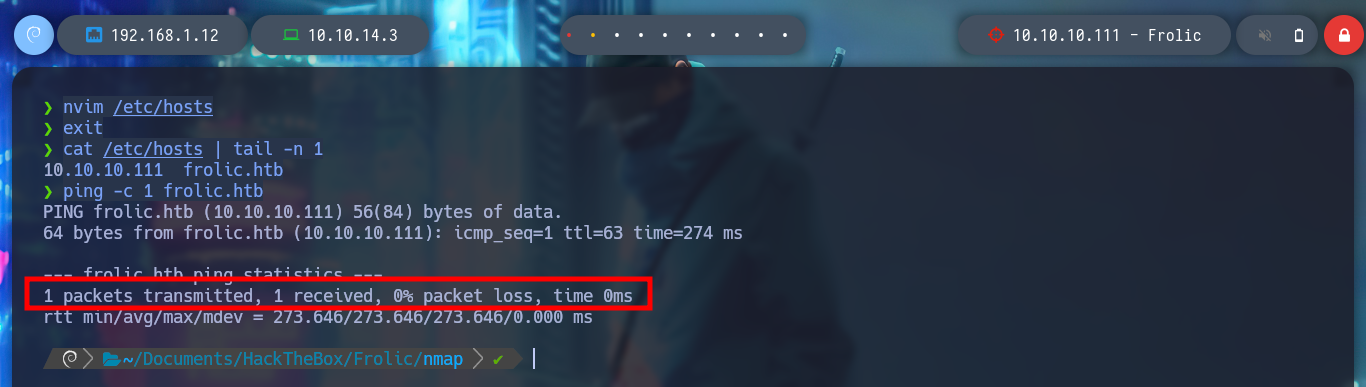 192.168.1.12
10.10.14.3
10.10.10.111 - Frolic
❯ nvim /etc/hosts
❯ exit
❯ cat /etc/hosts | tail -n 1
10.10.10.111  frolic.htb
❯ ping -c 1 frolic.htb
PING frolic.htb (10.10.10.111) 56(84) bytes of data.
64 bytes from frolic.htb (10.10.10.111): icmp_seq=1 ttl=63 time=274 ms
--- frolic.htb ping statistics ---
1 packets transmitted, 1 received, 0% packet loss, time 0ms
rtt min/avg/max/mdev = 273.646/273.646/273.646/0.000 ms
~/Documents/HackTheBox/Frolic/nmap ✔